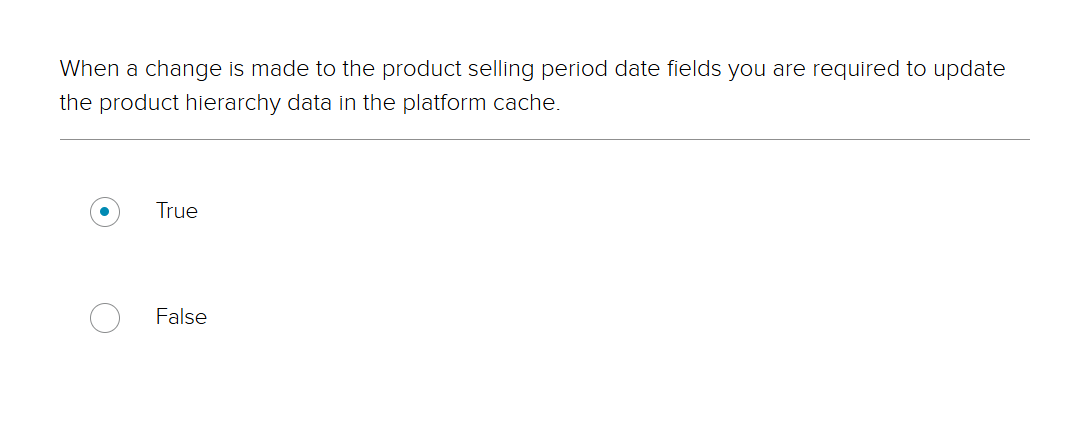 When a change is made to the product selling period date fields you are required to update
the product hierarchy data in the platform cache.
True
False